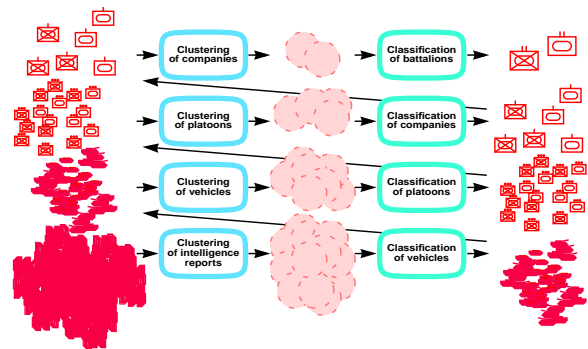 Clustering
of companies
Classification
of battalions
Clustering
of platoons
Classification
of companies
Clustering
of vehicles
Classification
of platoons
Clustering
of intelligence
reports
Classification
of vehicles